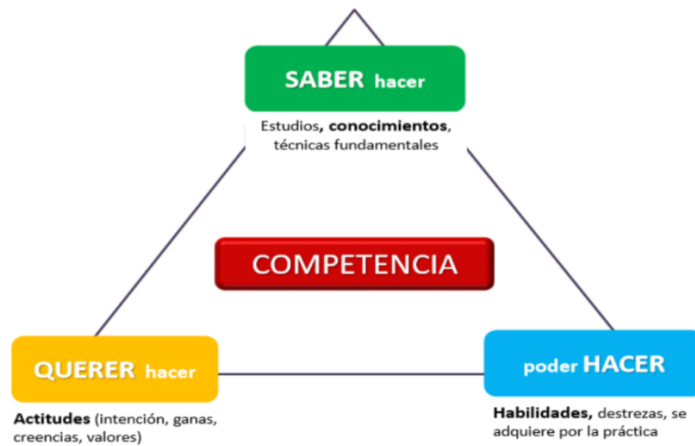 SABER hacer
Estudios, conocimientos,
técnicas fundamentales
COMPETENCIA
QUERER hacer
Actitudes (intención, ganas,
creencias, valores)
poder HACER
Habilidades, destrezas, se
adquiere por la práctica